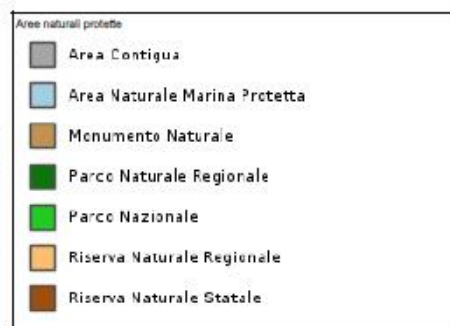 Aree naturali protette
Area Contigua
Area Naturale Marina Protetta
Monumento Naturale
Parco Naturale Regionale
Parco Nazionale
Riserva Naturale Regionale
Riserva Naturale Statale